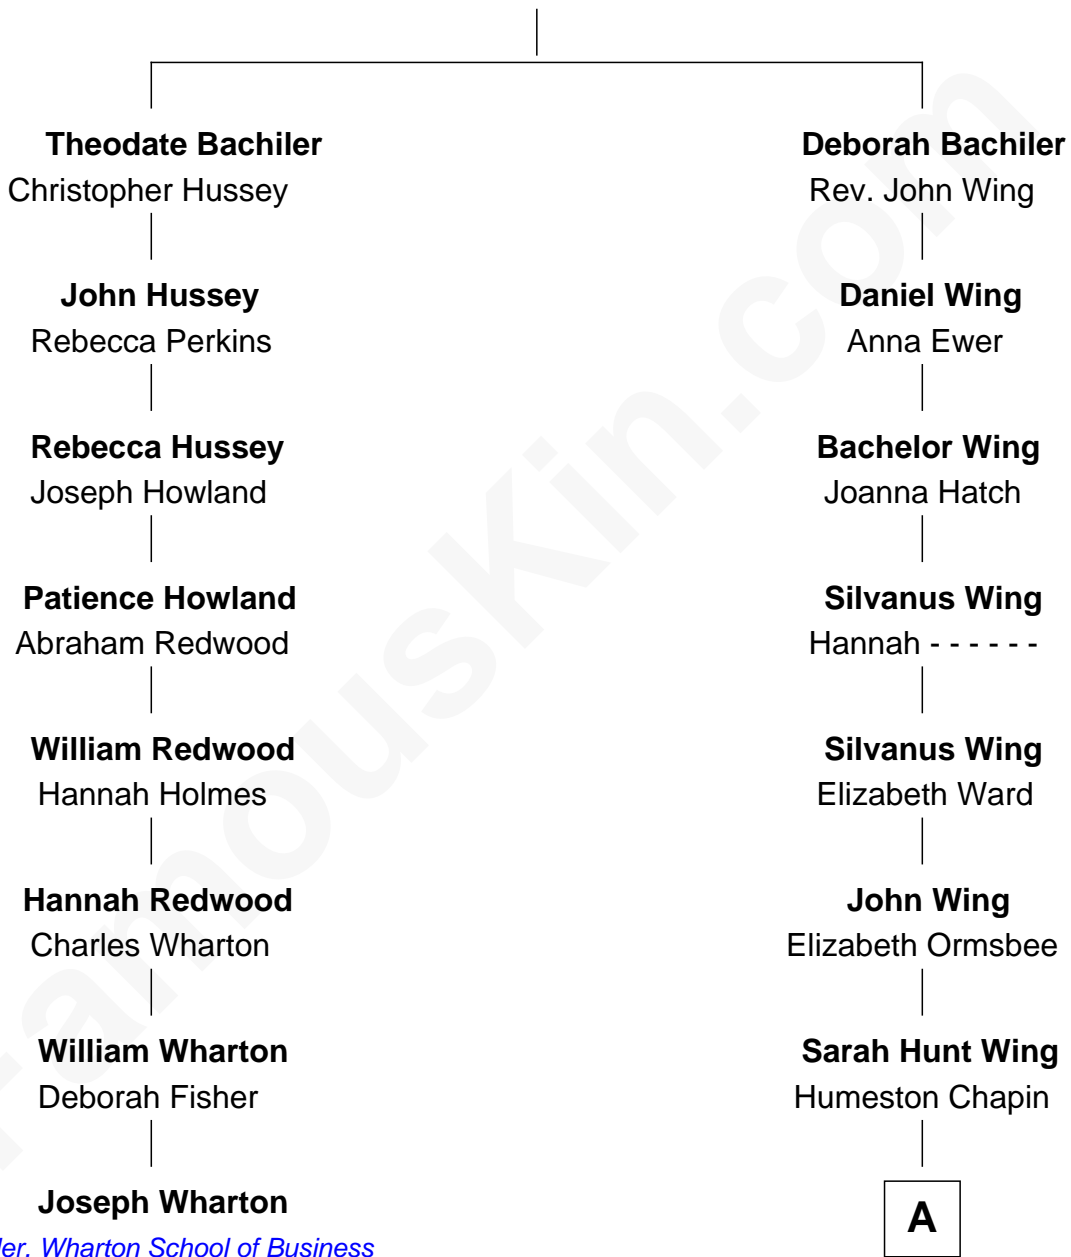 Theodate Bachiler
Christopher Hussey
John Hussey
Rebecca Perkins
Rebecca Hussey
Joseph Howland
Patience Howland
Abraham Redwood
William Redwood
Hannah Holmes
Hannah Redwood
Charles Wharton
William Wharton
Deborah Fisher
Joseph Wharton
Wharton School of Business
Deborah Bachiler
Rev. John Wing
Daniel Wing
Anna Ewer
Bachelor Wing
Joanna Hatch
Silvanus Wing
Hannah - - - - - -
Silvanus Wing
Elizabeth Ward
John Wing
Elizabeth Ormsbee
Sarah Hunt Wing
Humeston Chapin
A
FamousKin.com